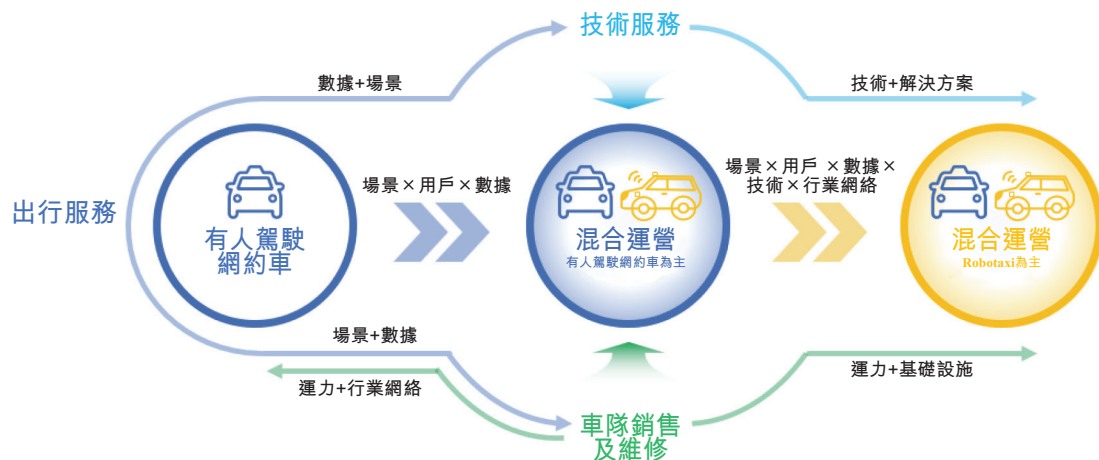 技術服務
數據+場景
技術+解決方案
出行服務
有人駕駛
網約車
場景×用戶×數據
混合運營
有人駕駛網約車為主
場景×用戶 ×數據×
技術×行業網絡
混合運營
Robotaxi為主
場景+數據
運力+行業網絡
運力+基礎設施
車隊銷售
及維修